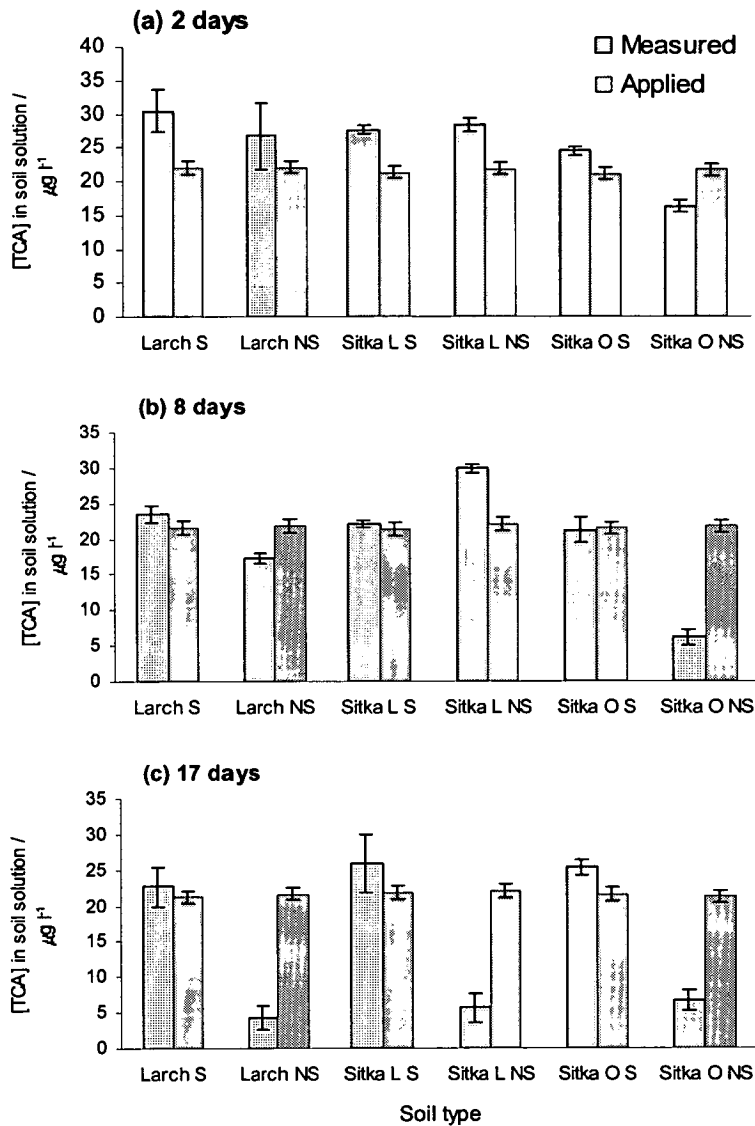 (a) 2 days
Measured
Applied
[TCA] in soil solution /
µg l⁻¹
40
35
30
25
20
15
10
5
0
Larch S Larch NS Sitka L S Sitka L NS Sitka O S Sitka O NS
(b) 8 days
[TCA] in soil solution /
µg l⁻¹
35
30
25
20
15
10
5
0
Larch S Larch NS Sitka L S Sitka L NS Sitka O S Sitka O NS
(c) 17 days
[TCA] in soil solution /
µg l⁻¹
35
30
25
20
15
10
5
0
Larch S Larch NS Sitka L S Sitka L NS Sitka O S Sitka O NS
Soil type